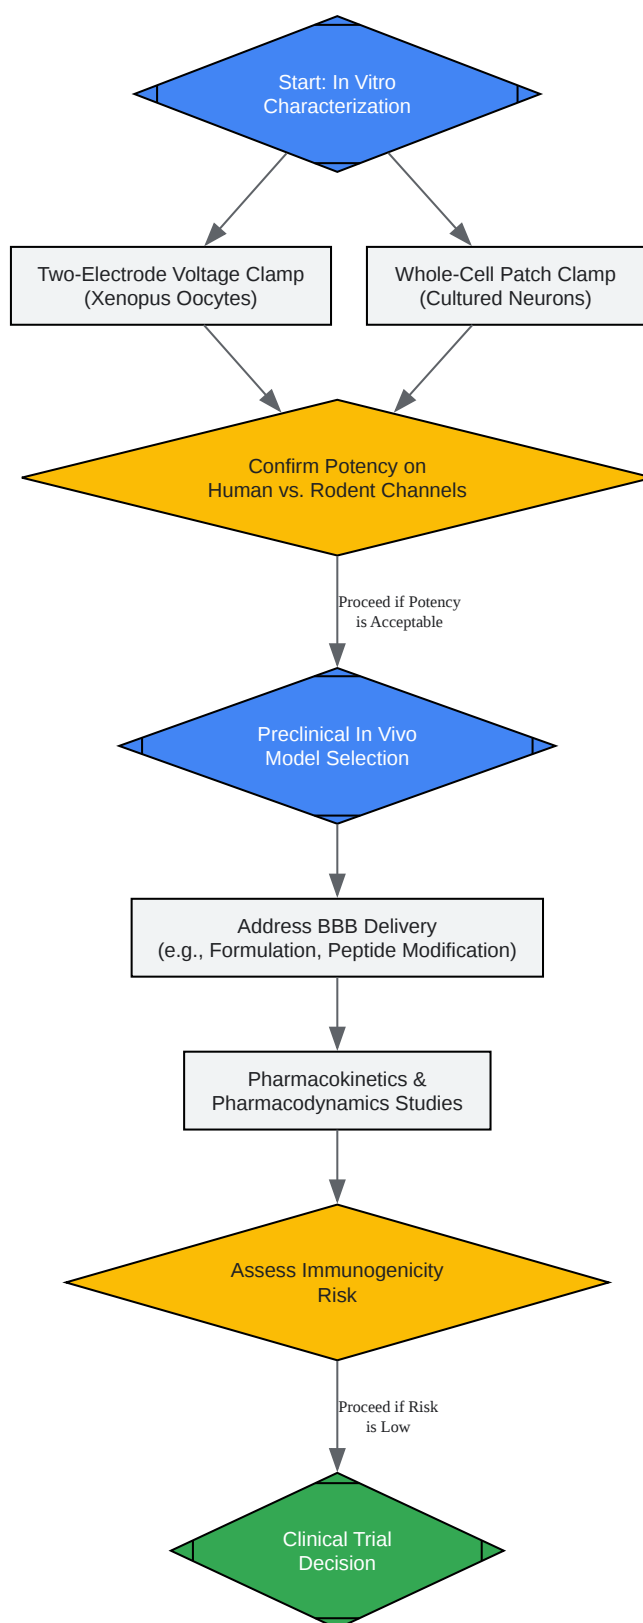 Start: In Vitro
Characterization
Two-Electrode Voltage Clamp
(Xenopus Oocytes)
Whole-Cell Patch Clamp
(Cultured Neurons)
Confirm Potency on
Human vs. Rodent Channels
Proceed if Potency
is Acceptable
Preclinical In Vivo
Model Selection
Address BBB Delivery
(e.g., Formulation, Peptide Modification)
Pharmacokinetics &
Pharmacodynamics Studies
Assess Immunogenicity
Risk
Proceed if Risk
is Low
Clinical Trial
Decision